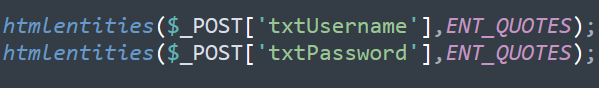 htmlentities($_POST['txtUsername'],ENT_QUOTES);
htmlentities($_POST['txtPassword'],ENT_QUOTES);